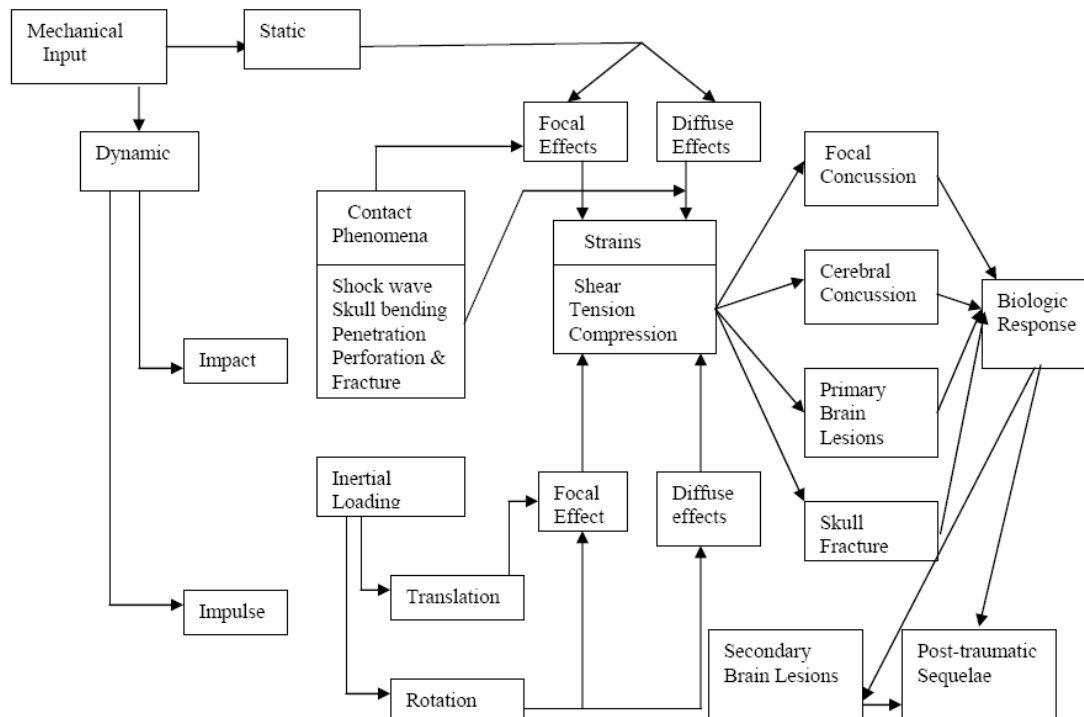 Mechanical
Input
Static
Dynamic
Focal
Effects
Diffuse
Effects
Focal
Concussion
Contact
Phenomena
Shock wave
Skull bending
Penetration
Perforation &
Fracture
Strains
Shear
Tension
Compression
Cerebral
Concussion
Biologic
Response
Impact
Primary
Brain
Lesions
Inertial
Loading
Focal
Effect
Diffuse
effects
Skull
Fracture
Translation
Impulse
Secondary
Brain Lesions
Post-traumatic
Sequelae
Rotation